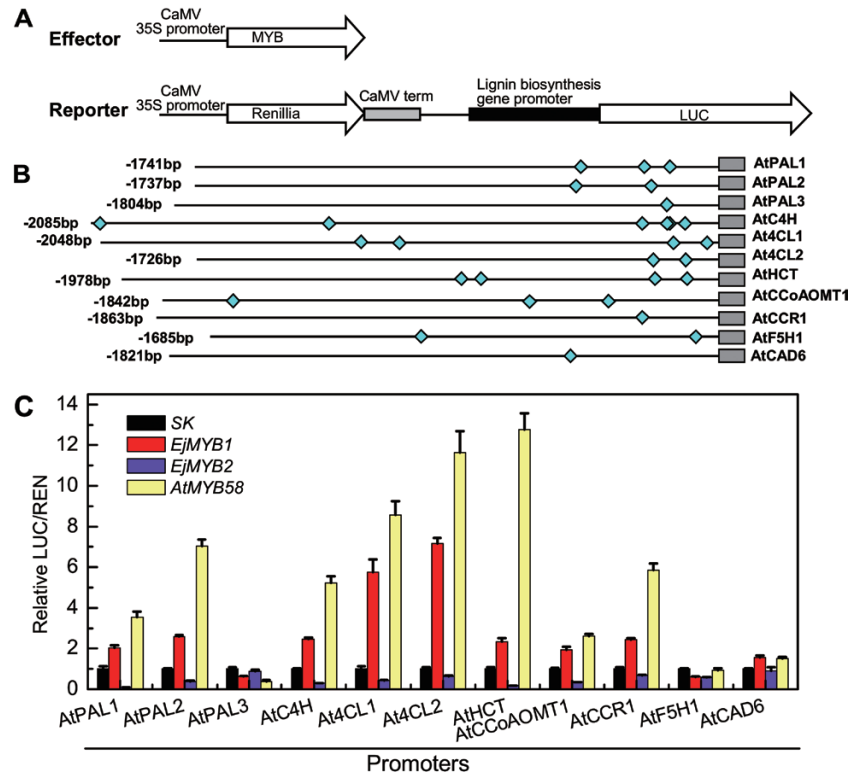 A
Effector
CaMV
35S promoter
MYB
Reporter
CaMV
35S promoter
Renillia
CaMV term
Lignin biosynthesis
gene promoter
LUC
B
-1741bp AtPAL1
-1737bp AtPAL2
-1804bp AtPAL3
-2085bp AtC4H
-2048bp At4CL1
-1726bp At4CL2
-1978bp AtHCT
-1842bp AtCCoAOMT1
-1863bp AtCCR1
-1685bp AtF5H1
-1821bp AtCAD6
C
SK
EjMYB1
EjMYB2
AtMYB58
Relative LUC/REN
14
12
10
8
6
4
2
0
AtPAL1
AtPAL2
AtPAL3
AtC4H
At4CL1
At4CL2
AtHCT
AtCCoAOMT1
AtCCR1
AtF5H1
AtCAD6
Promoters